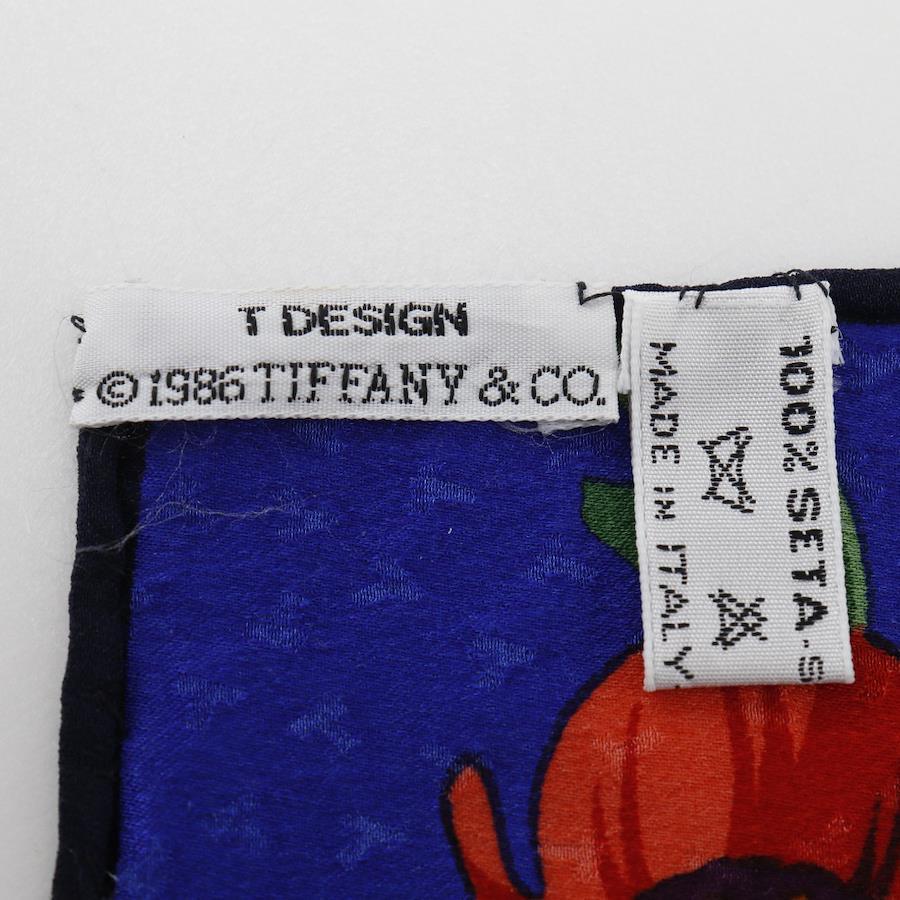 T DESIGN
©1986 TIFFANY & CO.
100% SETA.S
MADE IN ITALY